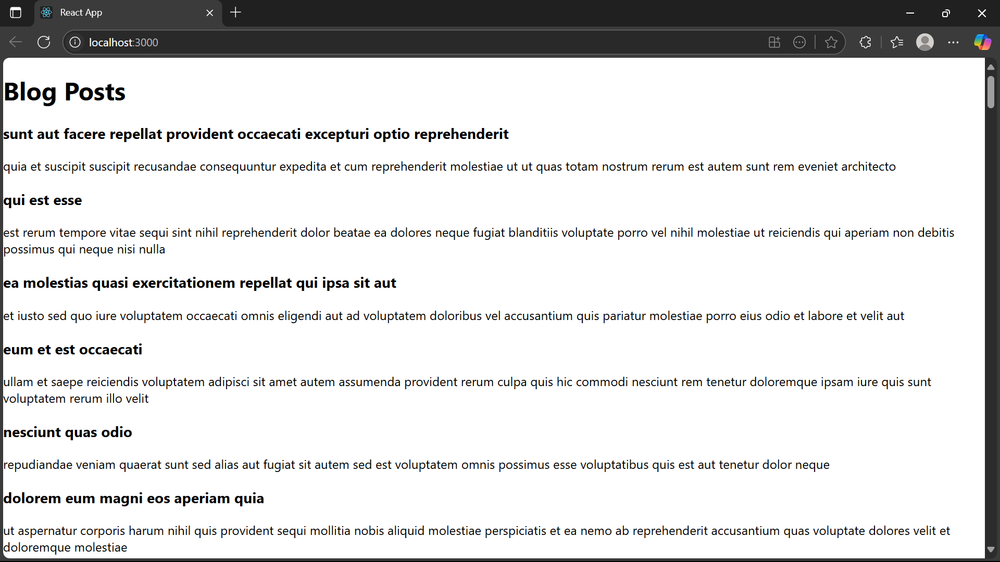 React App
localhost:3000
Blog Posts
sunt aut facere repellat provident occaecati excepturi optio reprehenderit
quia et suscipit suscipit recusandae consequuntur expedita et cum reprehenderit molestiae ut ut quas totam nostrum rerum est autem sunt rem eveniet architecto
qui est esse
est rerum tempore vitae sequi sint nihil reprehenderit dolor beatae ea dolores neque fugiat blanditiis voluptate porro vel nihil molestiae ut reiciendis qui aperiam non debitis
possimus qui neque nisi nulla
ea molestias quasi exercitationem repellat qui ipsa sit aut
et iusto sed quo iure voluptatem occaecati omnis eligendi aut ad voluptatem doloribus vel accusantium quis pariatur molestiae porro eius odio et labore et velit aut
eum et est occaecati
ullam et saepe reiciendis voluptatem adipisci sit amet autem assumenda provident rerum culpa quis hic commodi nesciunt rem tenetur doloremque ipsam iure quis sunt
voluptatem rerum illo velit
nesciunt quas odio
repudiandae veniam quaerat sunt sed alias aut fugiat sit autem sed est voluptatem omnis possimus esse voluptatibus quis est aut tenetur dolor neque
dolorem eum magni eos aperiam quia
ut aspernatur corporis harum nihil quis provident sequi mollitia nobis aliquid molestiae perspiciatis et ea nemo ab reprehenderit accusantium quas voluptate dolores velit et
doloremque molestiae